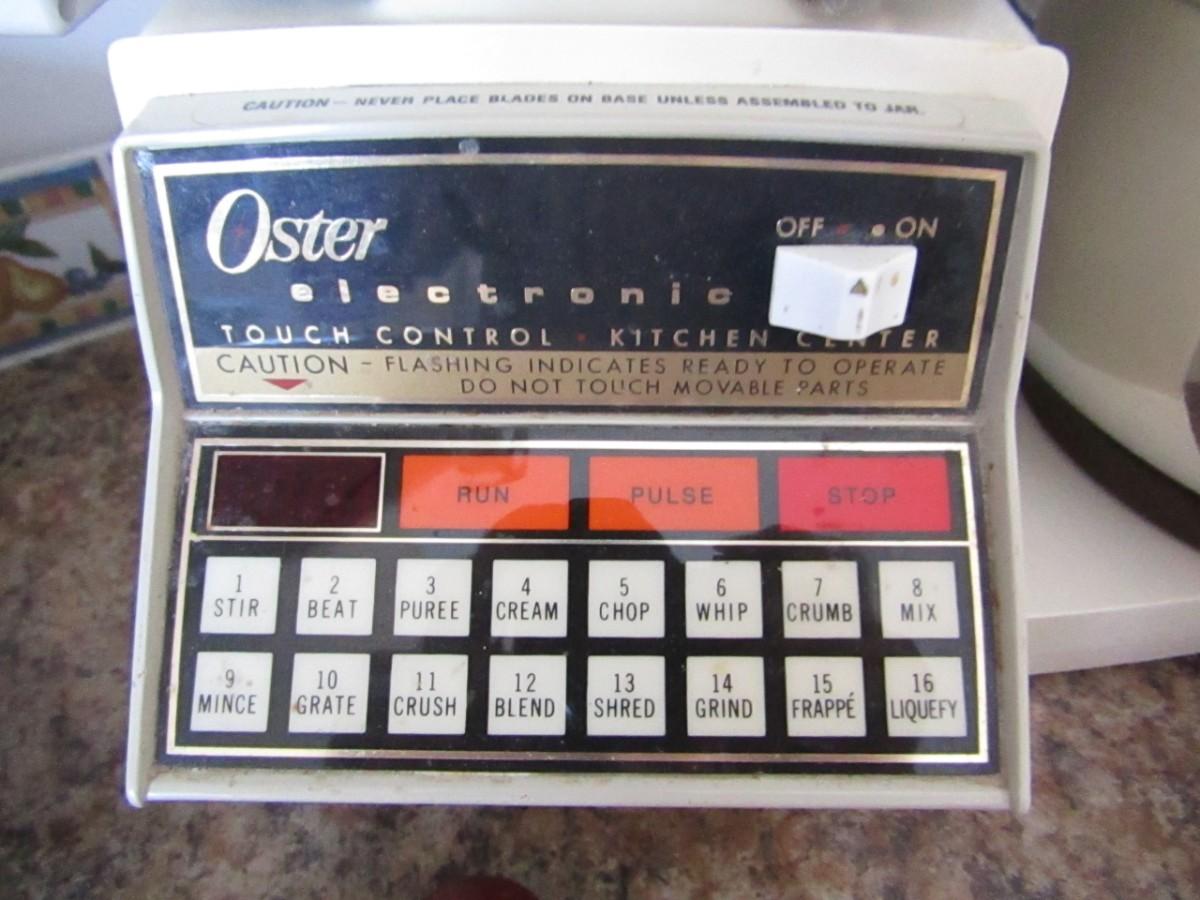 CAUTION — NEVER PLACE BLADES ON BASE UNLESS ASSEMBLED TO JAR.
Oster
OFF ON
electronic
TOUCH CONTROL · KITCHEN CENTER
CAUTION – FLASHING INDICATES READY TO OPERATE
DO NOT TOUCH MOVABLE PARTS
RUN PULSE STOP
1 2 3 4 5 6 7 8
STIR BEAT PUREE CREAM CHOP WHIP CRUMB MIX
9 10 11 12 13 14 15 16
MINCE GRATE CRUSH BLEND SHRED GRIND FRAPPÉ LIQUEFY